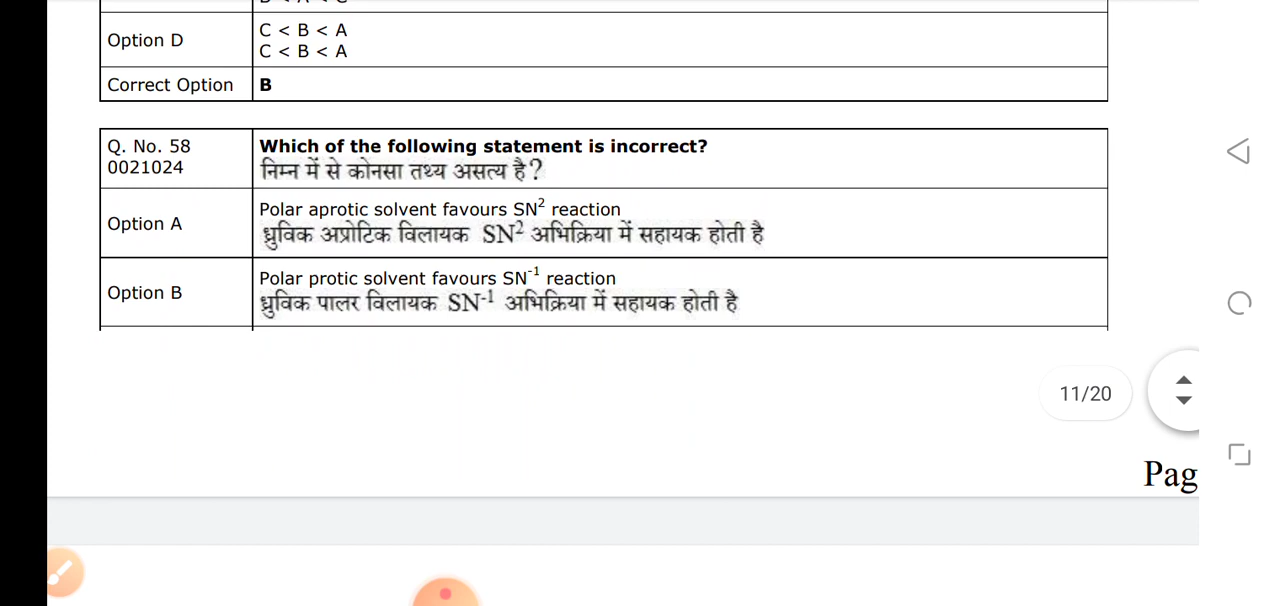 Option D
C < B < A
C < B < A
Correct Option
B
Q. No. 58
0021024
Which of the following statement is incorrect?
निम्न में से कोनसा तथ्य असत्य है?
Option A
Polar aprotic solvent favours SN² reaction
ध्रुविक अप्रोटिक विलायक SN² अभिक्रिया में सहायक होती है
Option B
Polar protic solvent favours SN⁻¹ reaction
ध्रुविक पालर विलायक SN⁻¹ अभिक्रिया में सहायक होती है
11/20
Pag